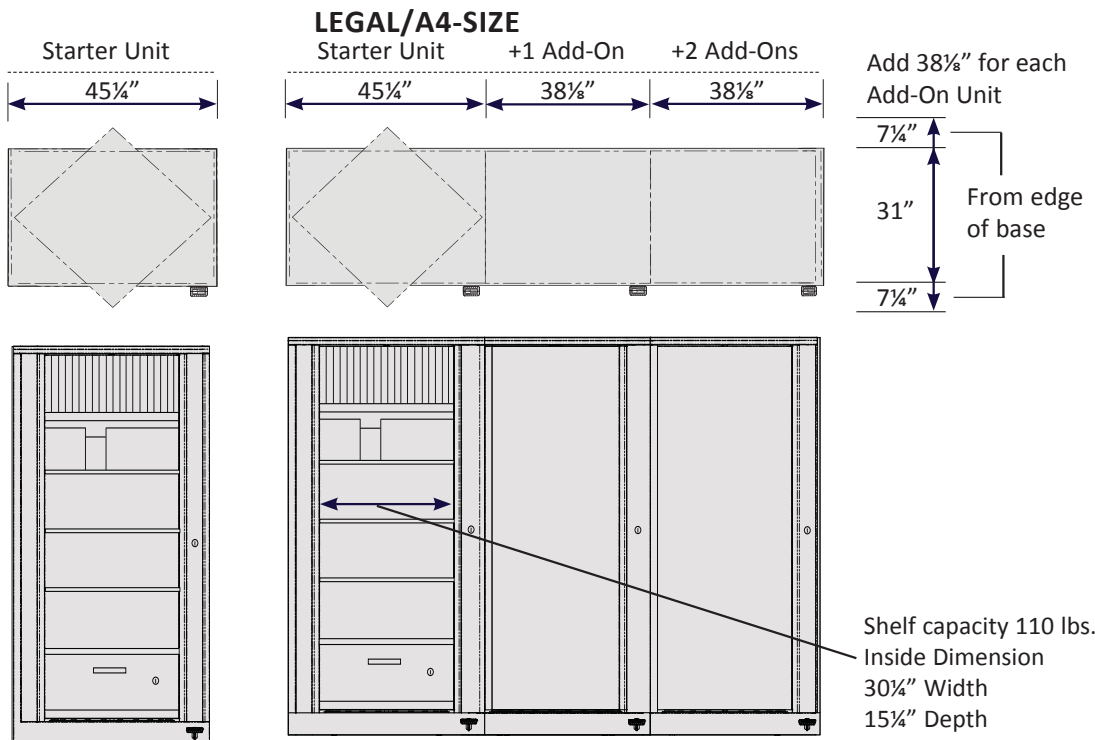 LEGAL/A4-SIZE
Starter Unit
Starter Unit
+1 Add-On
+2 Add-Ons
45¼”
45¼”
38⅛”
38⅛”
Add 38⅛” for each
Add-On Unit
7¼”
31”
From edge
of base
7¼”
Shelf capacity 110 lbs.
Inside Dimension
30¼” Width
15¼” Depth